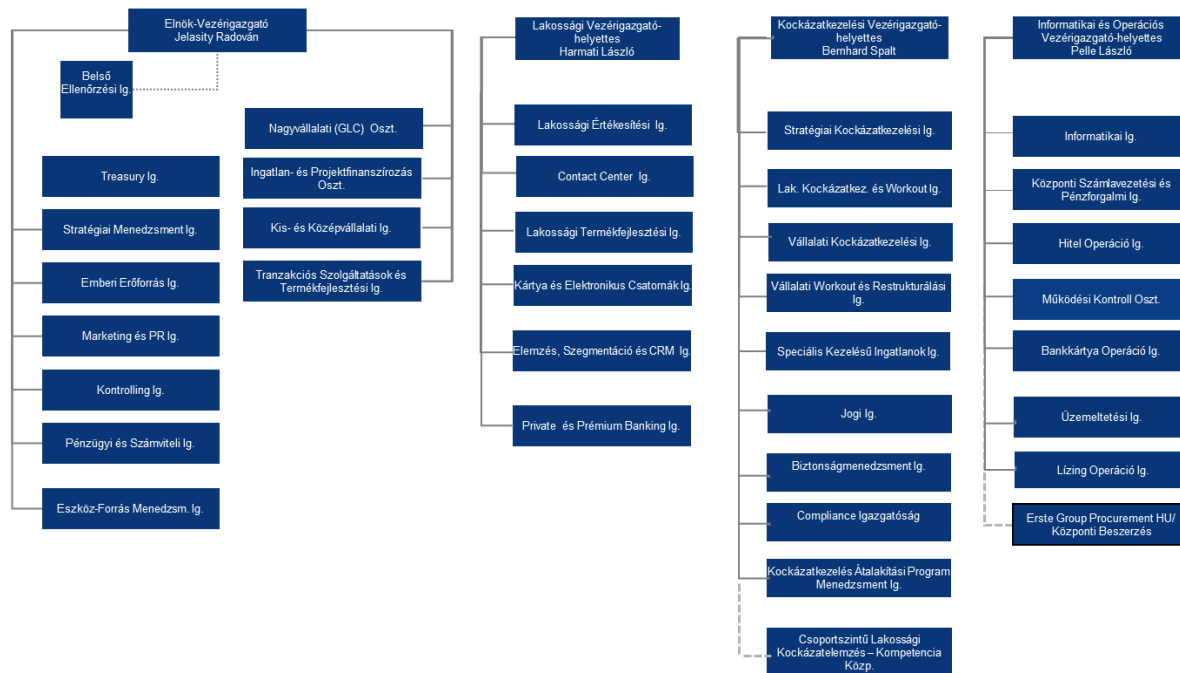 Elnök-Vezérigazgató
Jelasity Radován
Belső
Ellenőrzési Ig.
Treasury Ig.
Stratégiai Menedzsment Ig.
Emberi Erőforrás Ig.
Marketing és PR Ig.
Kontrolling Ig.
Pénzügyi és Számviteli Ig.
Eszköz-Forrás Menedzsm. Ig.
Nagyvállalati (GLC) Oszt.
Ingatlan- és Projektfinanszírozás
Oszt.
Kis- és Középvállalati Ig.
Tranzakciós Szolgáltatások és
Termékfejlesztési Ig.
Lakossági Vezérigazgató-
helyettes
Harmati László
Lakossági Értékesítési Ig.
Contact Center Ig.
Lakossági Termékfejlesztési Ig.
Kártya és Elektronikus Csatornák Ig.
Elemzés, Szegmentáció és CRM Ig.
Private és Prémium Banking Ig.
Kockázatkezelési Vezérigazgató-
helyettes
Bernhard Spalt
Stratégiai Kockázatkezelési Ig.
Lak. Kockázatkez. és Workout Ig.
Vállalati Kockázatkezelési Ig.
Vállalati Workout és Restrukturálási
Ig.
Speciális Kezelésű Ingatlanok Ig.
Jogi Ig.
Biztonságmenedzsment Ig.
Compliance Igazgatóság
Kockázatkezelés Átalakítási Program
Menedzsment Ig.
Csoportszintű Lakossági
Kockázatelemzés – Kompetencia
Közp.
Informatikai és Operációs
Vezérigazgató-helyettes
Pelle László
Informatikai Ig.
Központi Számlavezetési és
Pénzforgalmi Ig.
Hitel Operáció Ig.
Működési Kontroll Oszt.
Bankkártya Operáció Ig.
Üzemeltetési Ig.
Lízing Operáció Ig.
Erste Group Procurement HU/
Központi Beszerzés